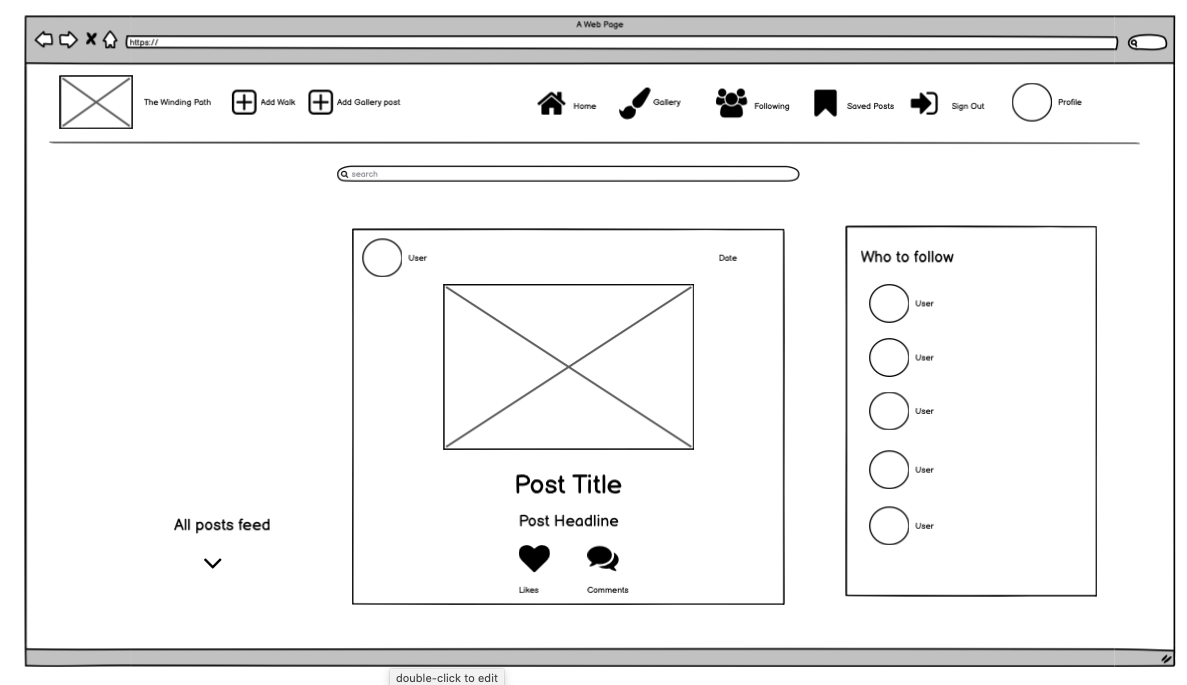 A Web Page
https://
The Winding Path
Add Walk
Add Gallery post
Home
Gallery
Following
Saved Posts
Sign Out
Profile
search
User
Date
Post Title
Post Headline
Likes
Comments
Who to follow
User
User
User
User
User
All posts feed
double-click to edit